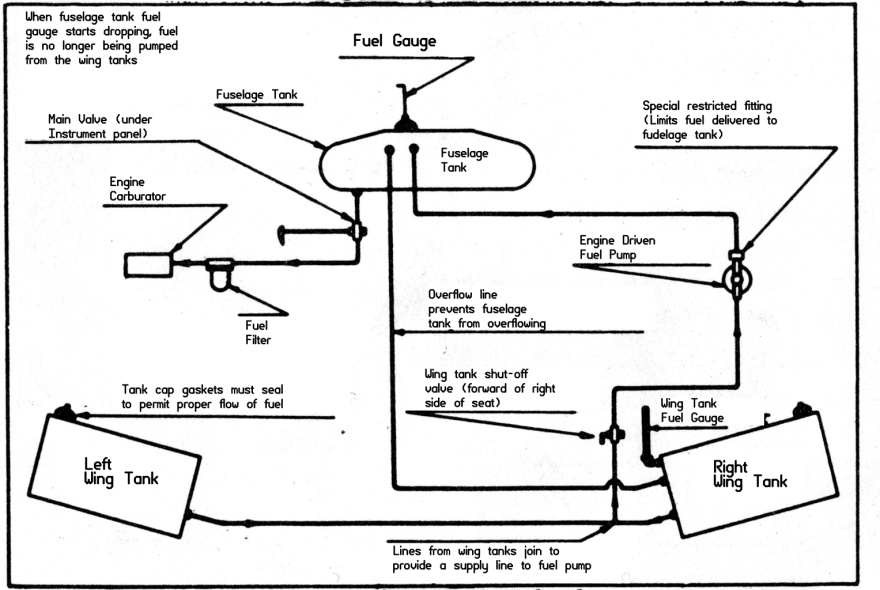 When fuselage tank fuel
gauge starts dropping, fuel
is no longer being pumped
from the wing tanks
Fuel Gauge
Fuselage Tank
Special restricted fitting
(Limits fuel delivered to
fudelage tank)
Main Valve (under
Instrument panel)
Fuselage
Tank
Engine
Carburator
Engine Driven
Fuel Pump
Overflow line
prevents fuselage
tank from overflowing
Fuel
Filter
Wing tank shut-off
valve (forward of right
side of seat)
Tank cap gaskets must seal
to permit proper flow of fuel
Wing Tank
Fuel Gauge
Left
Wing Tank
Right
Wing Tank
Lines from wing tanks join to
provide a supply line to fuel pump